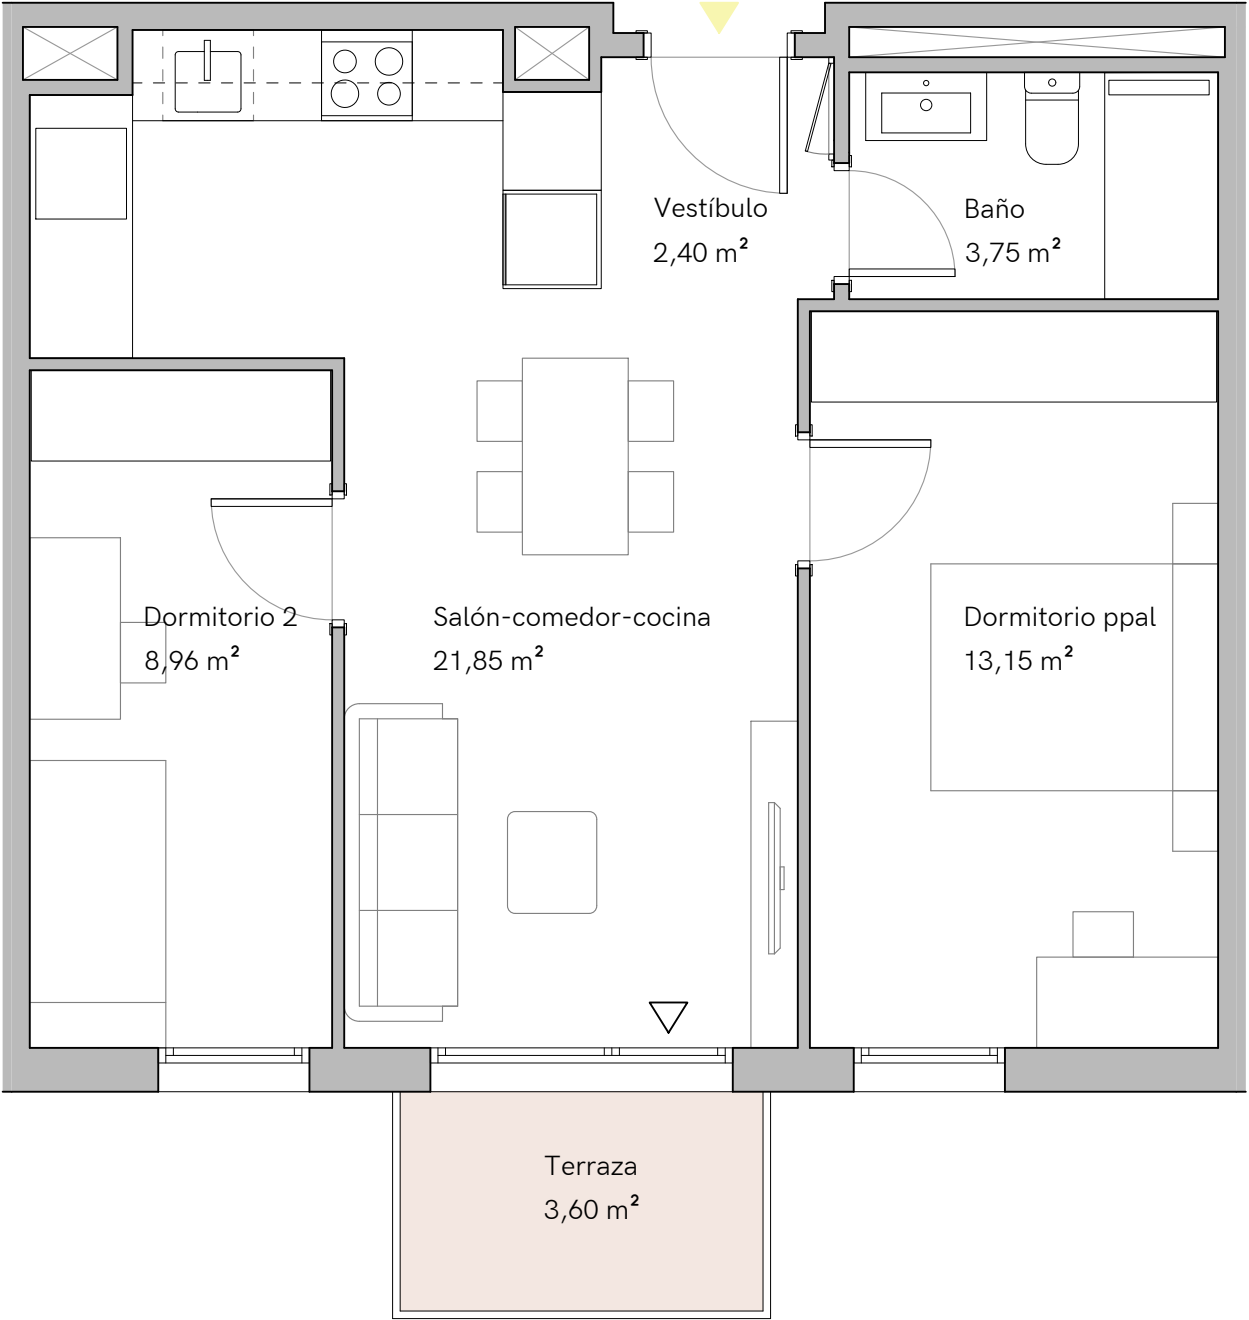 Vestíbulo
2,40 m²
Baño
3,75 m²
Dormitorio 2
8,96 m²
Salón-comedor-cocina
21,85 m²
Dormitorio ppal
13,15 m²
Terraza
3,60 m²